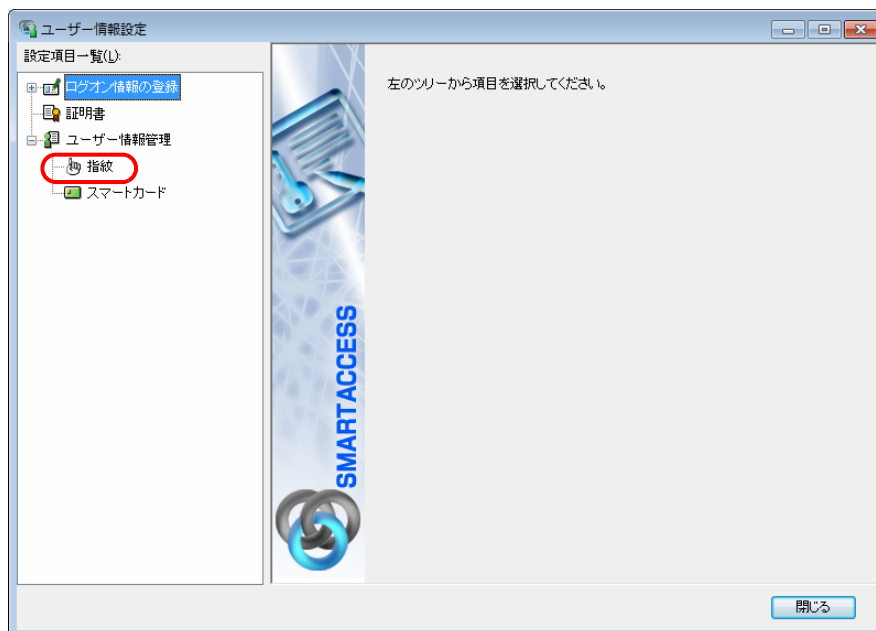 ユーザー情報設定
設定項目一覧(L):
ログオン情報の登録
証明書
ユーザー情報管理
指紋
スマートカード
左のツリーから項目を選択してください。
SMARTACCESS
閉じる